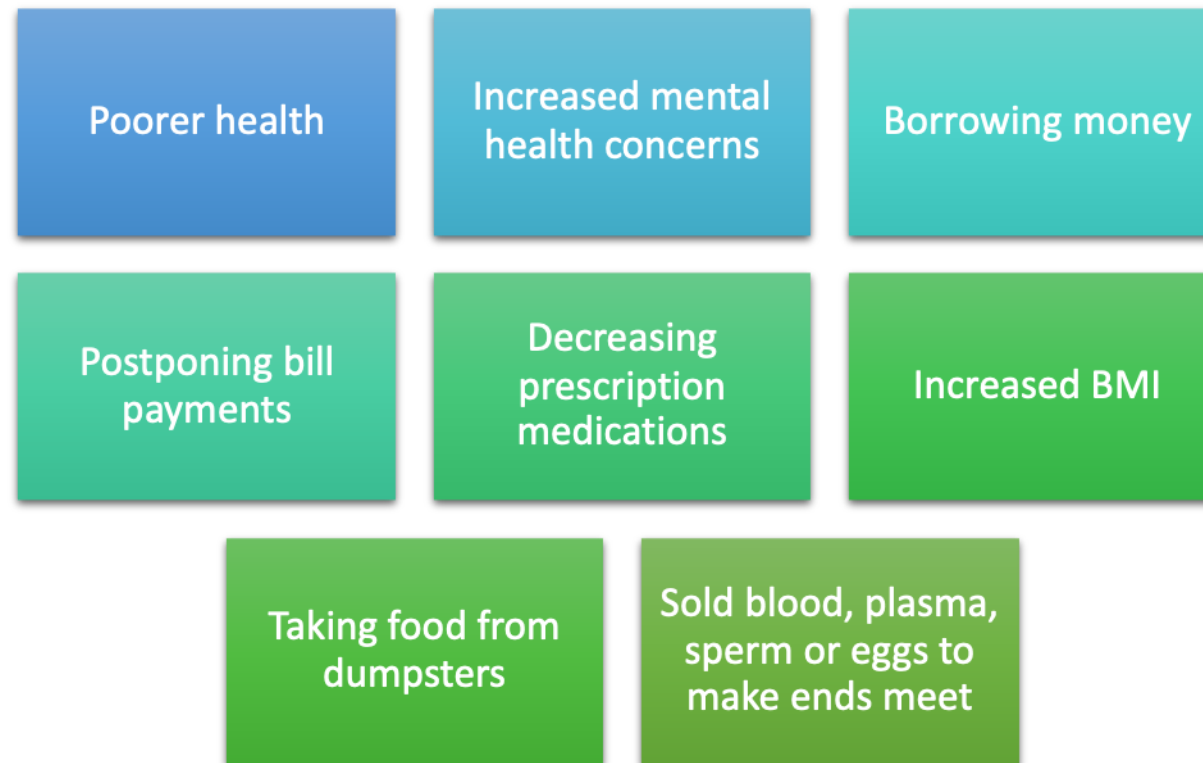 Poorer health
Increased mental
health concerns
Borrowing money
Postponing bill
payments
Decreasing
prescription
medications
Increased BMI
Taking food from
dumpsters
Sold blood, plasma,
sperm or eggs to
make ends meet